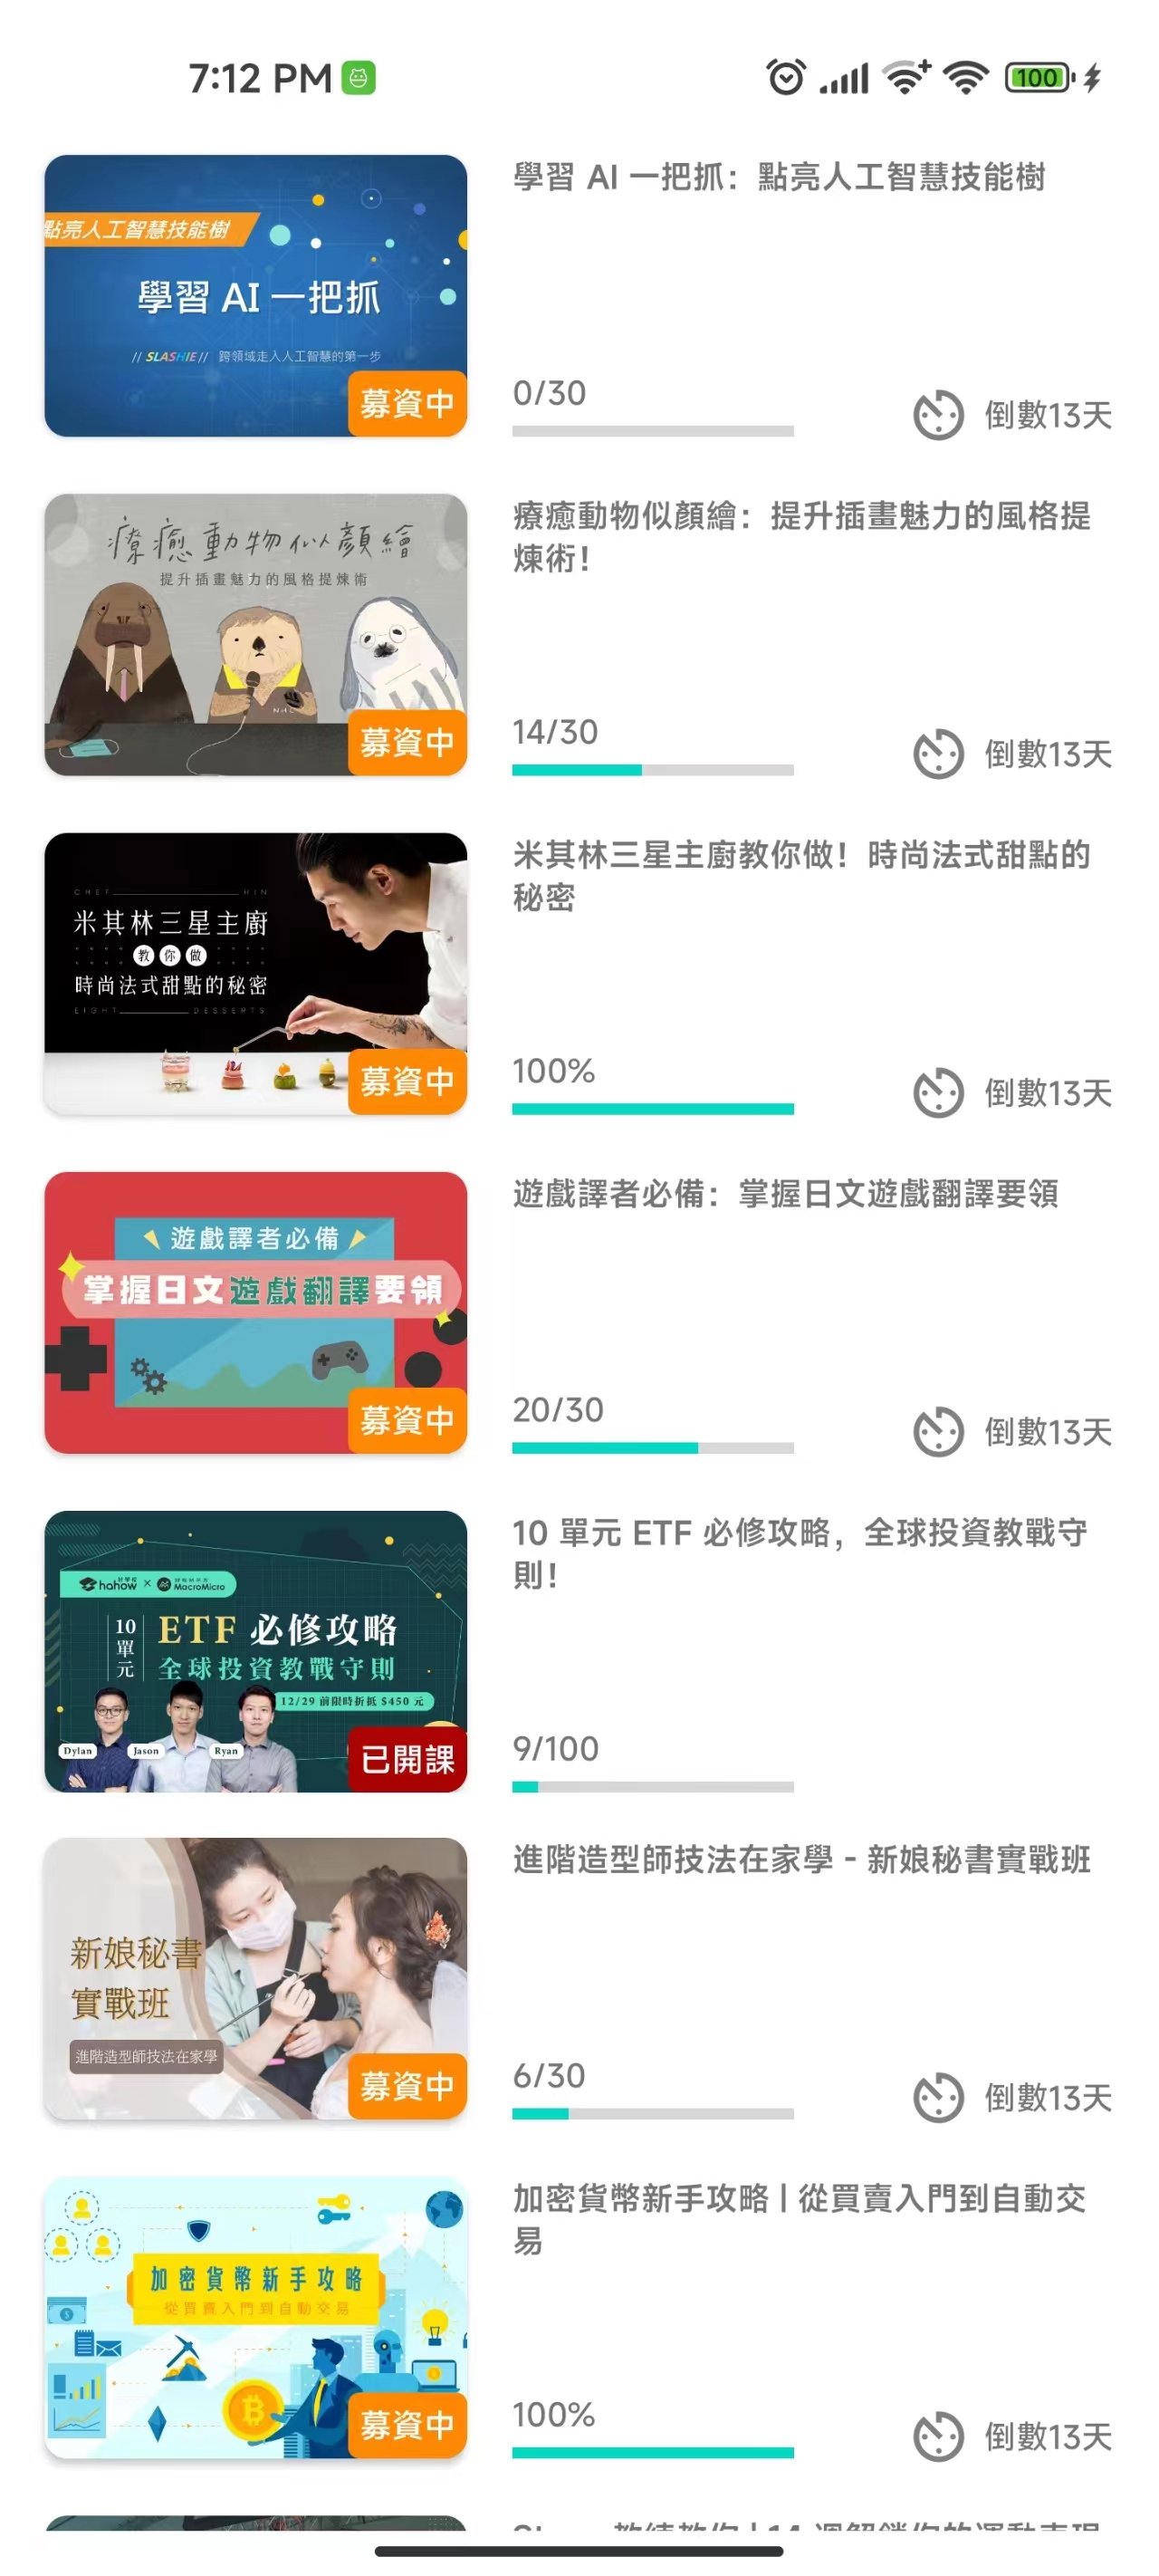 7:12 PM
100
點亮人工智慧技能樹
學習 AI 一把抓
// SLASHIE // 跨領域走入人工智慧的第一步
募資中
學習 AI 一把抓：點亮人工智慧技能樹
0/30
倒數13天
療癒動物似顏繪
提升插畫魅力的風格提煉術
募資中
療癒動物似顏繪：提升插畫魅力的風格提
煉術！
14/30
倒數13天
CHEF HIN
米其林三星主廚
教你做
時尚法式甜點的秘密
EIGHT DESSERTS
募資中
米其林三星主廚教你做！時尚法式甜點的
秘密
100%
倒數13天
遊戲譯者必備
掌握日文遊戲翻譯要領
募資中
遊戲譯者必備：掌握日文遊戲翻譯要領
20/30
倒數13天
hahow 好學校 × MacroMicro
10單元
ETF 必修攻略
全球投資教戰守則
12/29 前限時折抵 $450 元
Dylan Jason Ryan
已開課
10 單元 ETF 必修攻略，全球投資教戰守
則！
9/100
新娘秘書
實戰班
進階造型師技法在家學
募資中
進階造型師技法在家學 - 新娘秘書實戰班
6/30
倒數13天
加密貨幣新手攻略
從買賣入門到自動交易
募資中
加密貨幣新手攻略 | 從買賣入門到自動交
易
100%
倒數13天